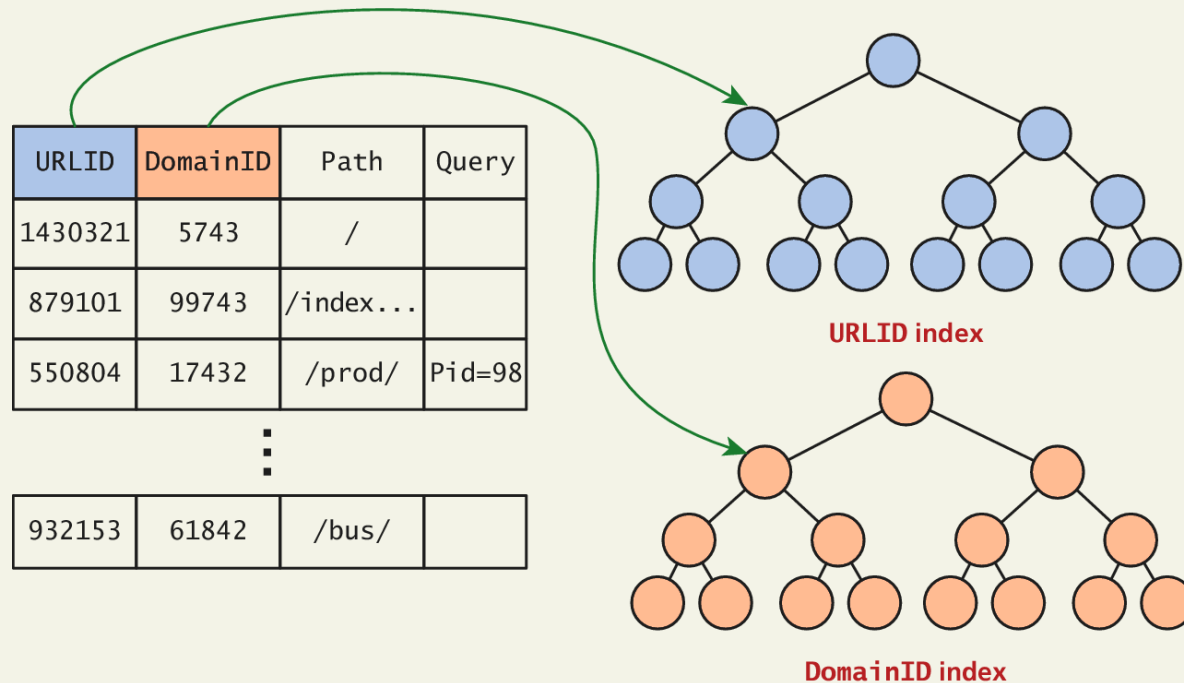 URLID DomainID Path Query
1430321 5743 /
879101 99743 /index...
550804 17432 /prod/ Pid=98
932153 61842 /bus/
URLID index
DomainID index